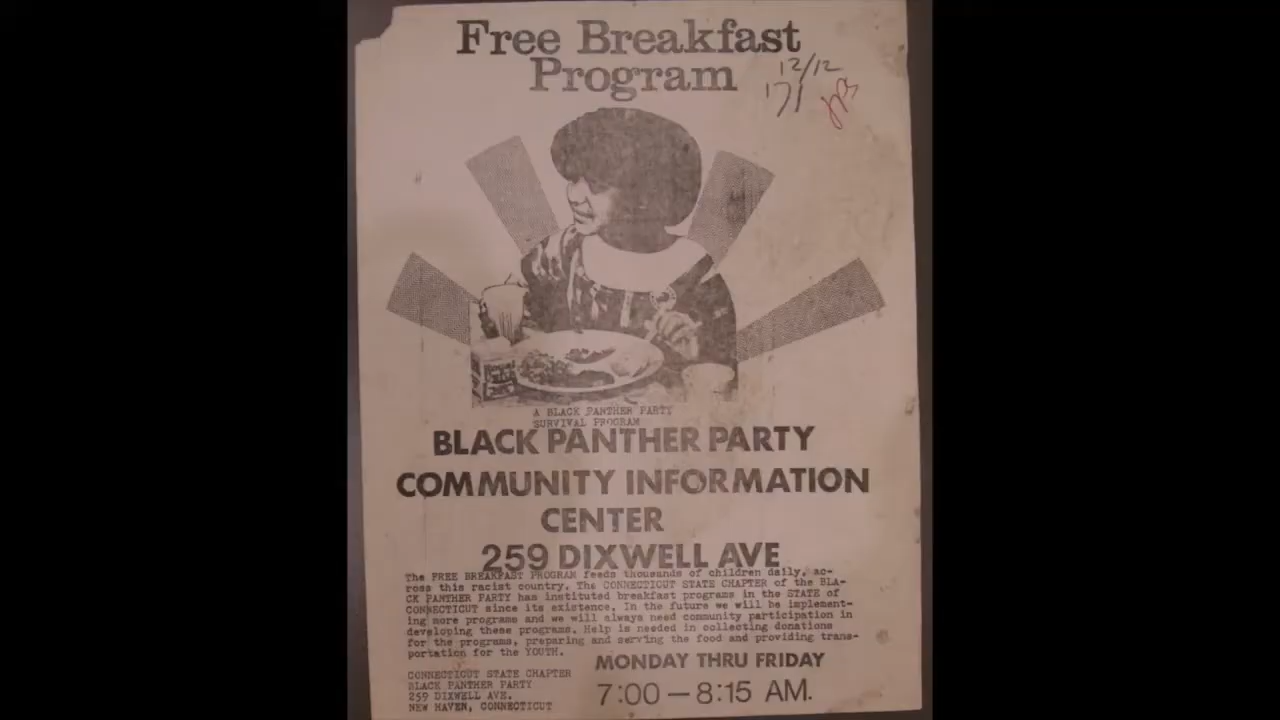 Free Breakfast
Program
12/12
171
A BLACK PANTHER PARTY
SURVIVAL PROGRAM
BLACK PANTHER PARTY
COMMUNITY INFORMATION
CENTER
259 DIXWELL AVE
The FREE BREAKFAST PROGRAM feeds thousands of children daily, ac-
ross this racist country. The CONNECTICUT STATE CHAPTER of the BLA-
CK PANTHER PARTY has instituted breakfast programs in the STATE of
CONNECTICUT since its existence. In the future we will be implement-
ing more programs and we will always need community participation in
developing these programs. Help is needed in collecting donations
for the programs, preparing and serving the food and providing trans-
portation for the YOUTH.
MONDAY THRU FRIDAY
7:00 — 8:15 AM.
CONNECTICUT STATE CHAPTER
BLACK PANTHER PARTY
259 DIXWELL AVE.
NEW HAVEN, CONNECTICUT